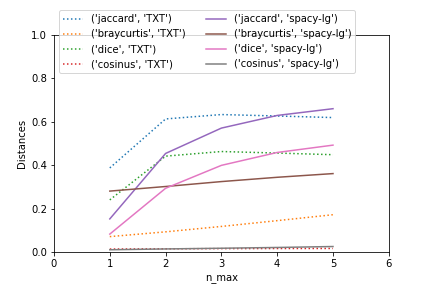 ('jaccard', 'TXT') ('jaccard', 'spacy-lg')
('braycurtis', 'TXT') ('braycurtis', 'spacy-lg')
('dice', 'TXT') ('dice', 'spacy-lg')
('cosinus', 'TXT') ('cosinus', 'spacy-lg')
1.0
0.8
0.6
0.4
0.2
0.0
Distances
0 1 2 3 4 5 6
n_max